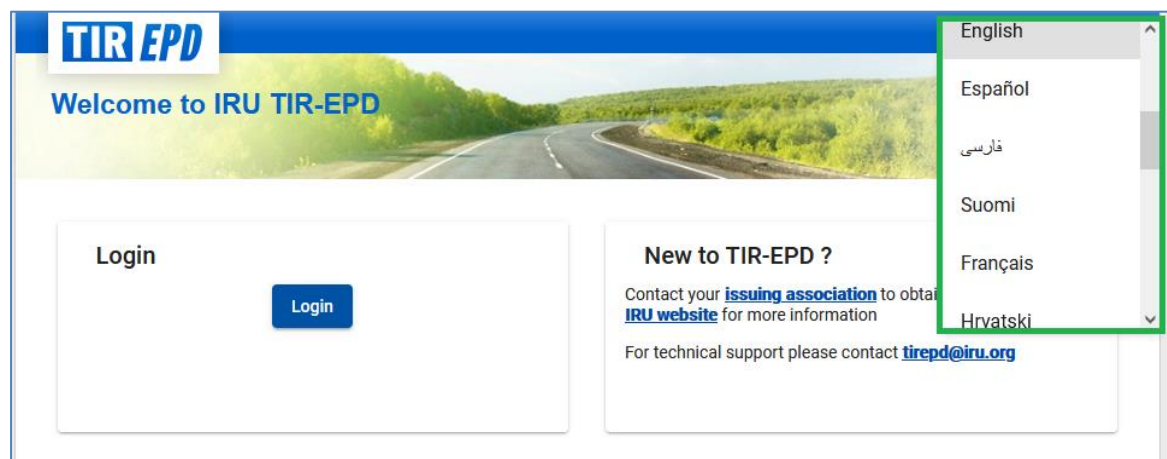 TIR EPD
Welcome to IRU TIR-EPD
English
Español
فارسی
Suomi
Français
Hrvatski
Login
Login
New to TIR-EPD ?
Contact your issuing association to obtai
IRU website for more information
For technical support please contact tirepd@iru.org